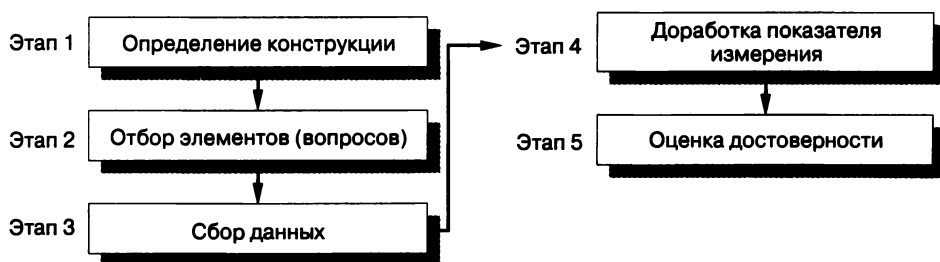 Этап 1
Определение конструкции
Этап 2
Отбор элементов (вопросов)
Этап 3
Сбор данных
Этап 4
Доработка показателя
измерения
Этап 5
Оценка достоверности